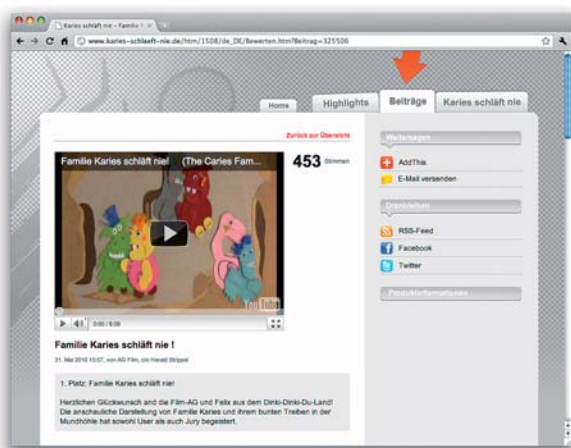 Karies schläft nie – Familie K
www.karies-schlaeft-nie.de/htm/1508/de_DE/Bewerten.htm?Beitrag=325506
Home
Highlights
Beiträge
Karies schläft nie
Zurück zur Übersicht
Familie Karies schläft nie! (The Caries Fam...
453 Stimmen
YouTube
0:00 / 6:09
Familie Karies schläft nie !
31. Mai 2010 15:57, von AG Film, c/o Harald Strippel
1. Platz: Familie Karies schläft nie!
Herzlichen Glückwunsch and die Film-AG und Felix aus dem Dinki-Dinki-Du-Land!
Die anschauliche Darstellung von Familie Karies und ihrem bunten Treiben in der
Mundhöhle hat sowohl User als auch Jury begeistert.
Weitersagen
AddThis
E-Mail versenden
Dranbleiben
RSS-Feed
Facebook
Twitter
Produktinformationen